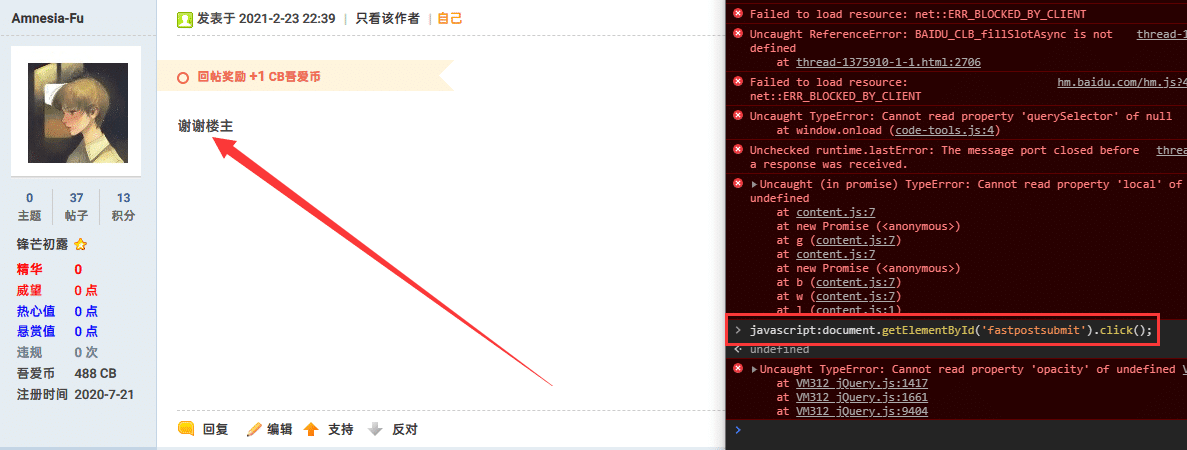 Amnesia-Fu
0 37 13
主题 帖子 积分
锋芒初露
精华 0
威望 0 点
热心值 0 点
悬赏值 0 点
违规 0 次
吾爱币 488 CB
注册时间 2020-7-21
发表于 2021-2-23 22:39 | 只看该作者 | 自己
回帖奖励 +1 CB吾爱币
谢谢楼主
回复 编辑 支持 反对
Failed to load resource: net::ERR_BLOCKED_BY_CLIENT
Uncaught ReferenceError: BAIDU_CLB_fillSlotAsync is not thread-1
defined
at thread-1375910-1-1.html:2706
Failed to load resource: hm.baidu.com/hm.js?4
net::ERR_BLOCKED_BY_CLIENT
Uncaught TypeError: Cannot read property 'querySelector' of null
at window.onload (code-tools.js:4)
Unchecked runtime.lastError: The message port closed before threa
a response was received.
Uncaught (in promise) TypeError: Cannot read property 'local' of
undefined
at content.js:7
at new Promise (<anonymous>)
at g (content.js:7)
at content.js:7
at new Promise (<anonymous>)
at b (content.js:7)
at w (content.js:7)
at l (content.js:1)
> javascript:document.getElementById('fastpostsubmit').click();
undefined
Uncaught TypeError: Cannot read property 'opacity' of undefined V
at VM312 jQuery.js:1417
at VM312 jQuery.js:1661
at VM312 jQuery.js:9404
>